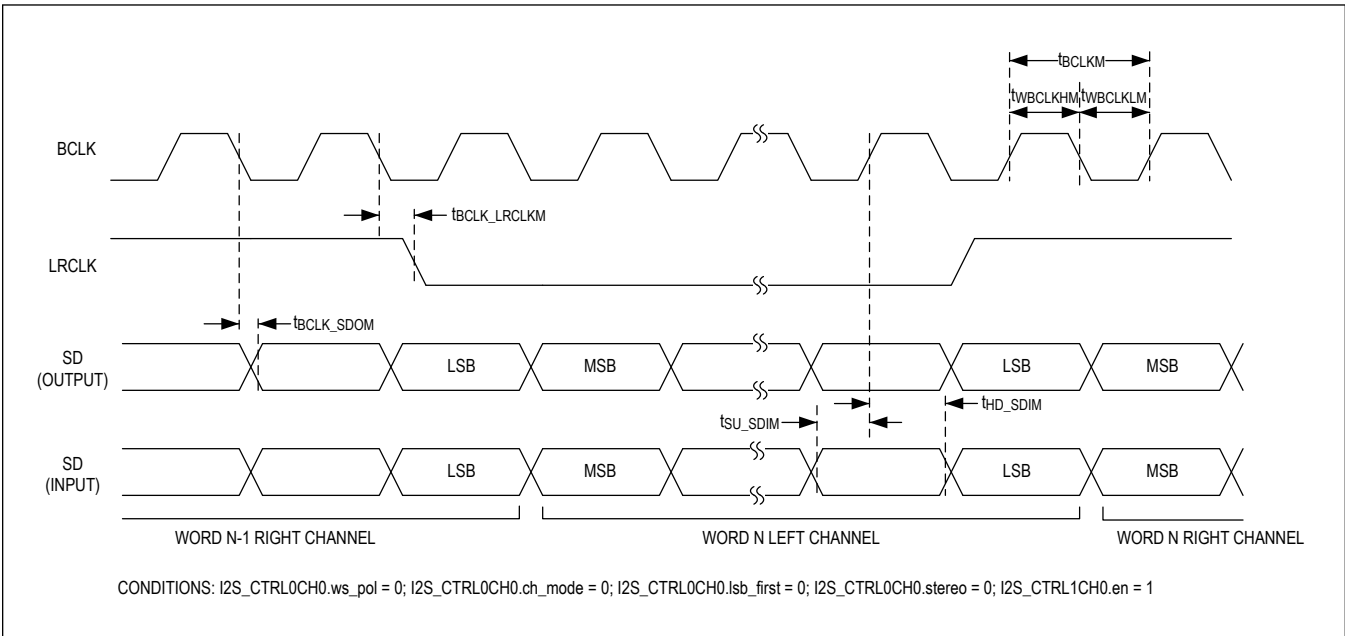 tBCLKM
tWBCLKHM tWBCLKLM
BCLK
tBCLK_LRCLKM
LRCLK
tBCLK_SDOM
SD
(OUTPUT)
LSB MSB LSB MSB
tHD_SDIM
tSU_SDIM
SD
(INPUT)
LSB MSB LSB MSB
WORD N-1 RIGHT CHANNEL WORD N LEFT CHANNEL WORD N RIGHT CHANNEL
CONDITIONS: I2S_CTRL0CH0.ws_pol = 0; I2S_CTRL0CH0.ch_mode = 0; I2S_CTRL0CH0.lsb_first = 0; I2S_CTRL0CH0.stereo = 0; I2S_CTRL1CH0.en = 1